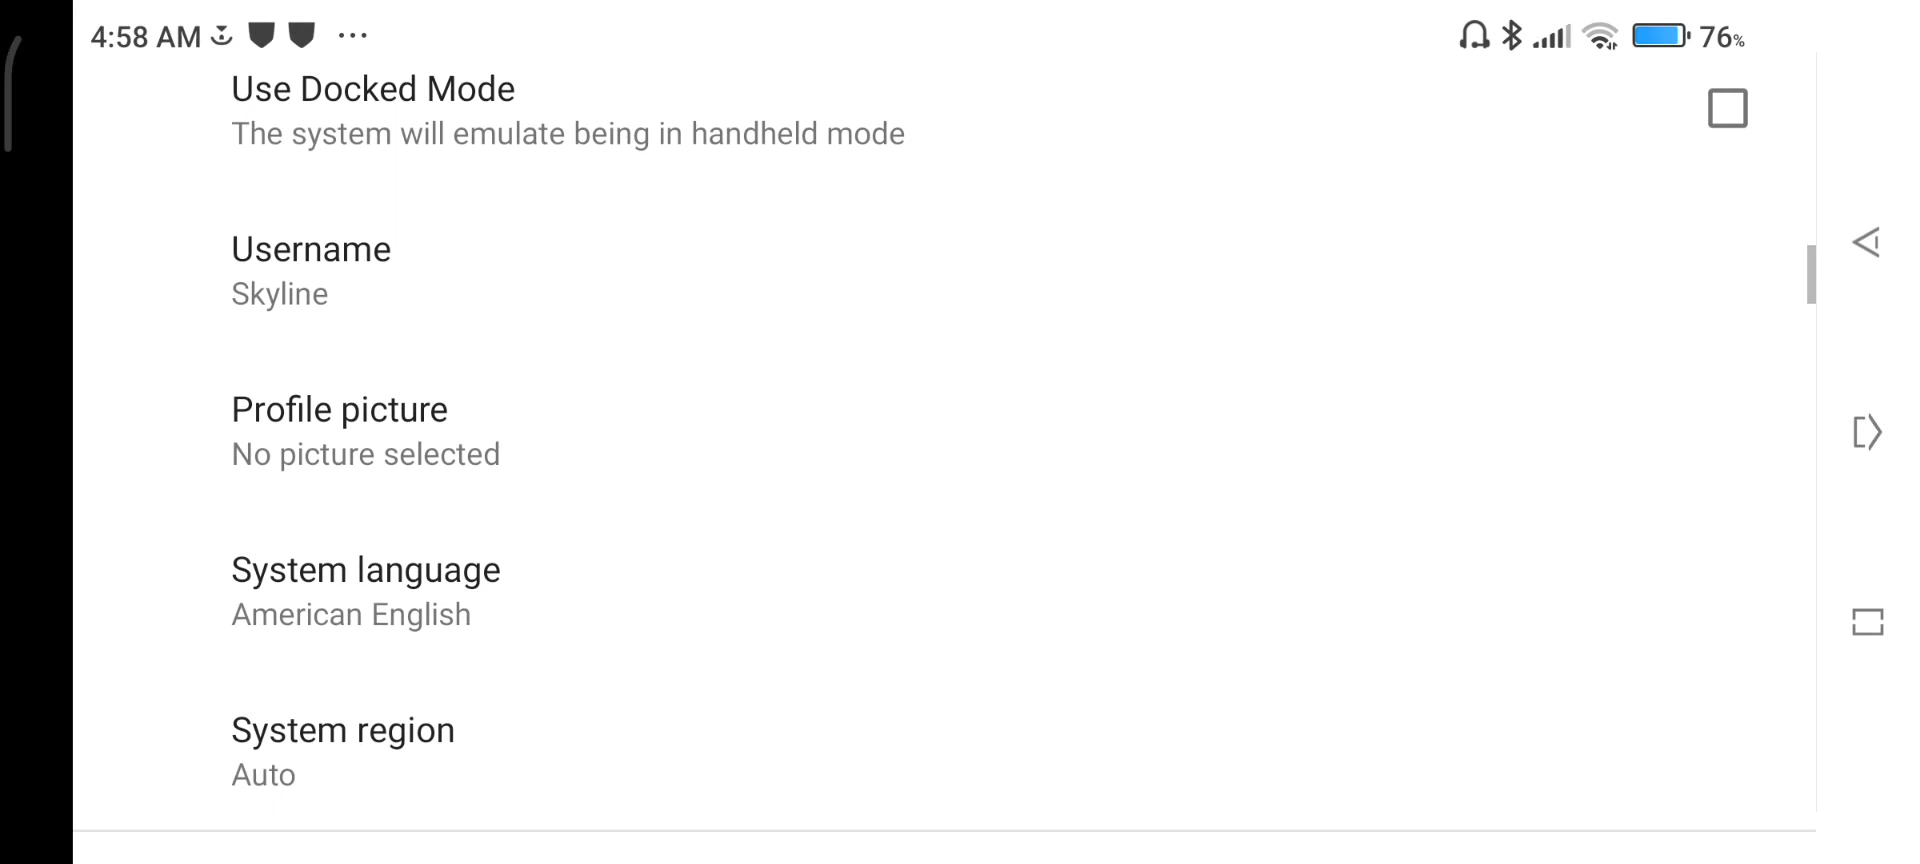 4:58 AM ... 76%
Use Docked Mode
The system will emulate being in handheld mode
Username
Skyline
Profile picture
No picture selected
System language
American English
System region
Auto